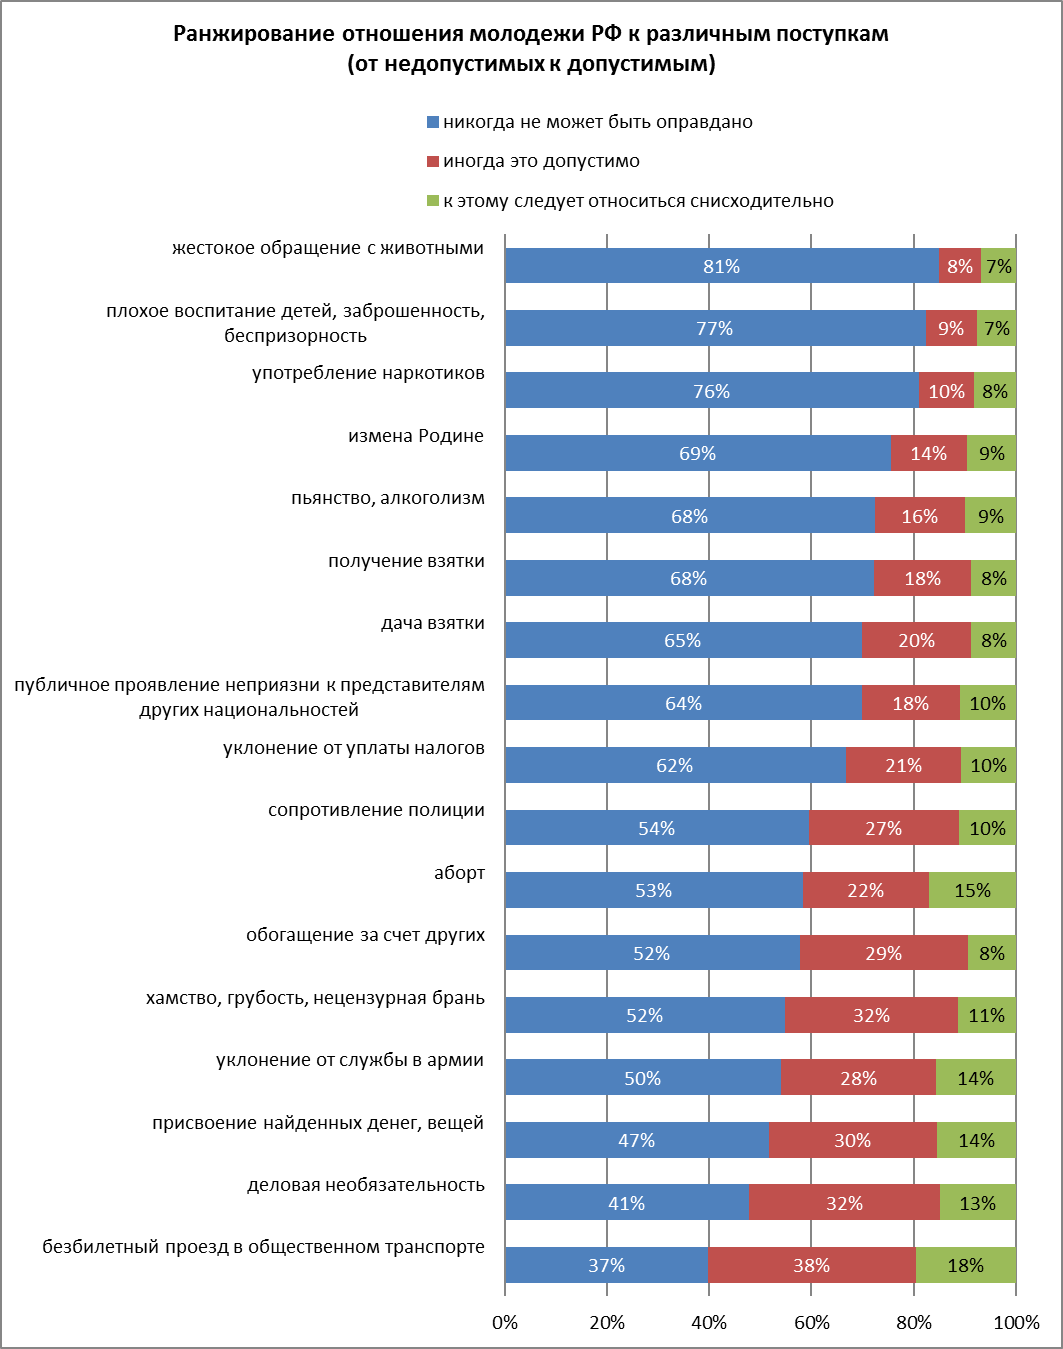 Ранжирование отношения молодежи РФ к различным поступкам
(от недопустимых к допустимым)
никогда не может быть оправдано
иногда это допустимо
к этому следует относиться снисходительно
жестокое обращение с животными
81% 8% 7%
плохое воспитание детей, заброшенность,
беспризорность
77% 9% 7%
употребление наркотиков
76% 10% 8%
измена Родине
69% 14% 9%
пьянство, алкоголизм
68% 16% 9%
получение взятки
68% 18% 8%
дача взятки
65% 20% 8%
публичное проявление неприязни к представителям
других национальностей
64% 18% 10%
уклонение от уплаты налогов
62% 21% 10%
сопротивление полиции
54% 27% 10%
аборт
53% 22% 15%
обогащение за счет других
52% 29% 8%
хамство, грубость, нецензурная брань
52% 32% 11%
уклонение от службы в армии
50% 28% 14%
присвоение найденных денег, вещей
47% 30% 14%
деловая необязательность
41% 32% 13%
безбилетный проезд в общественном транспорте
37% 38% 18%
0% 20% 40% 60% 80% 100%